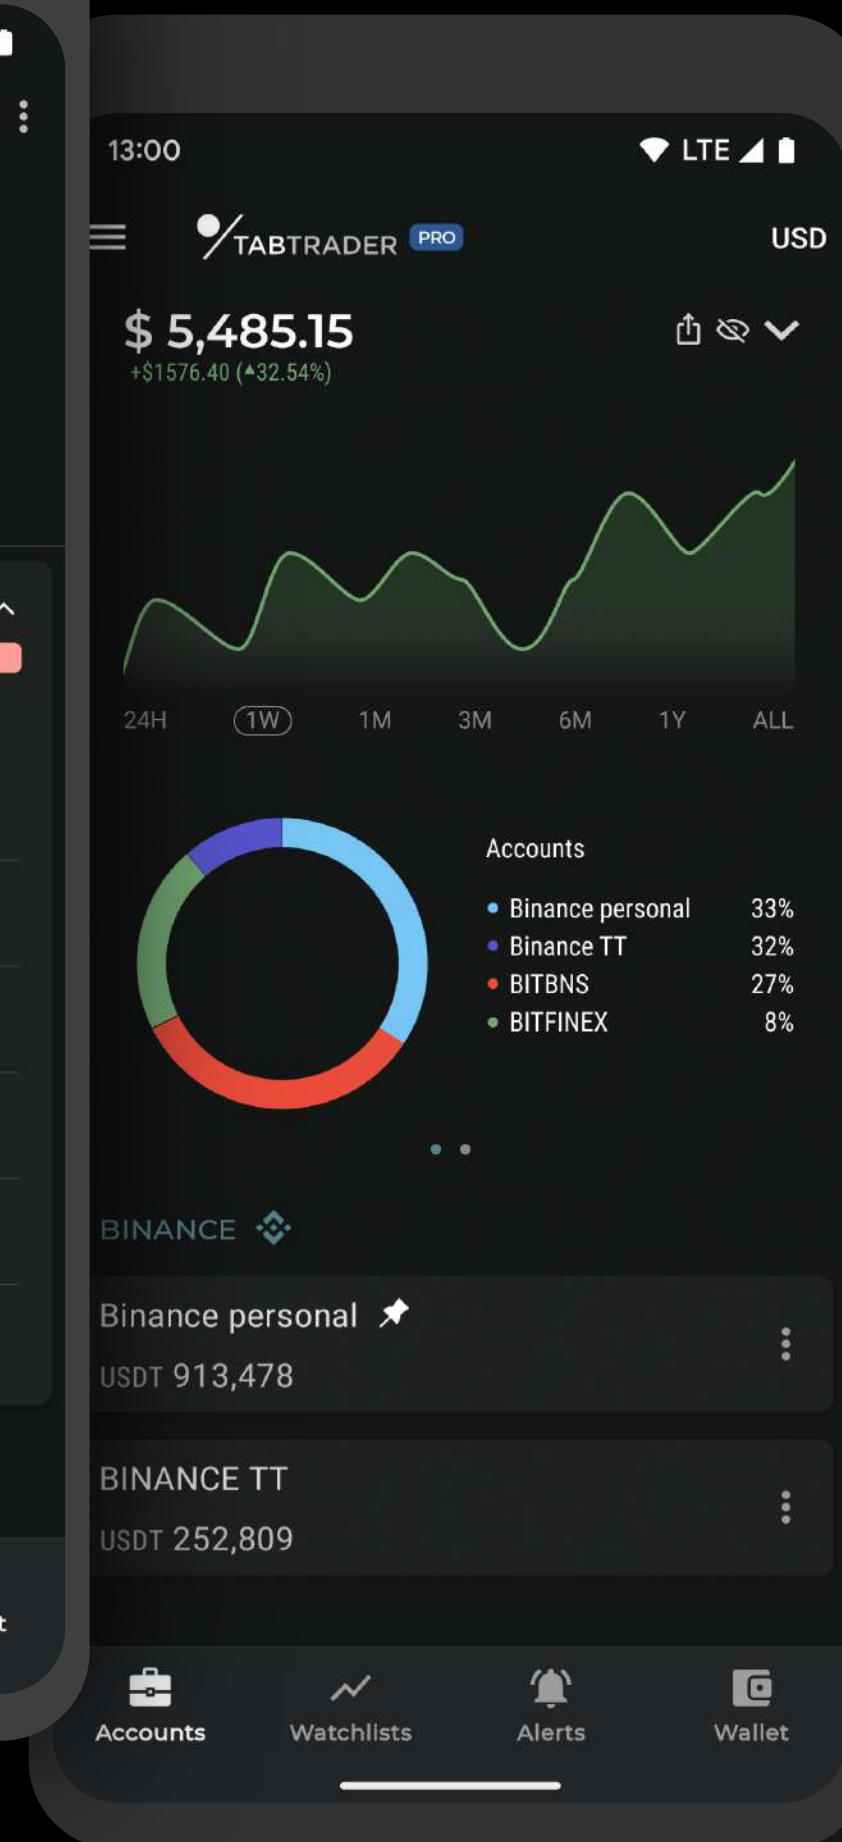 13:00 LTE
TABTRADER PRO USD
$ 5,485.15
+$1576.40 (▲32.54%)
24H 1W 1M 3M 6M 1Y ALL
Accounts
Binance personal 33%
Binance TT 32%
BITBNS 27%
BITFINEX 8%
BINANCE
Binance personal
USDT 913,478
BINANCE TT
USDT 252,809
t
Accounts Watchlists Alerts Wallet